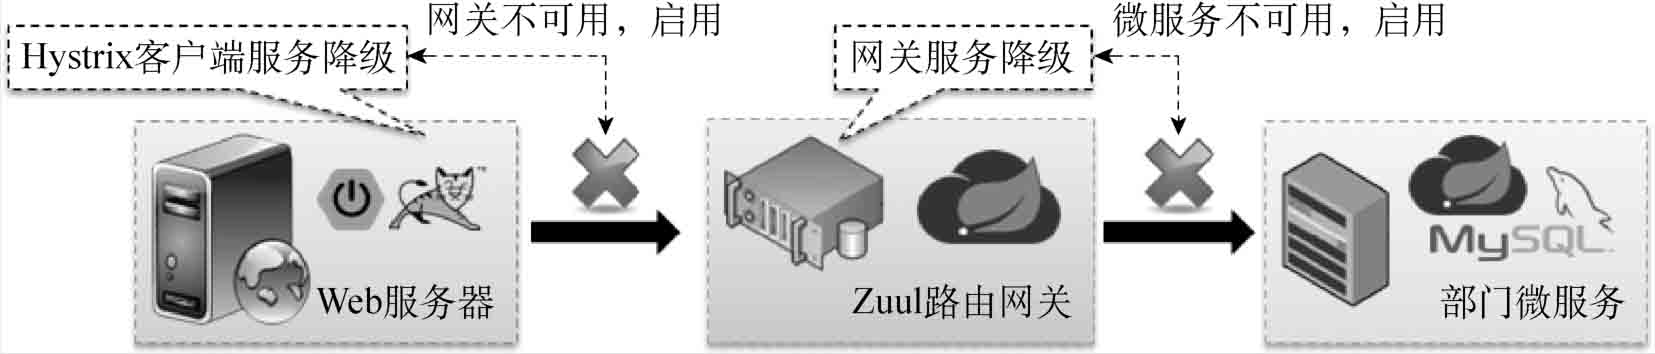 网关不可用，启用
微服务不可用，启用
Hystrix客户端服务降级
网关服务降级
TM
MySQL
Web服务器
Zuul路由网关
部门微服务